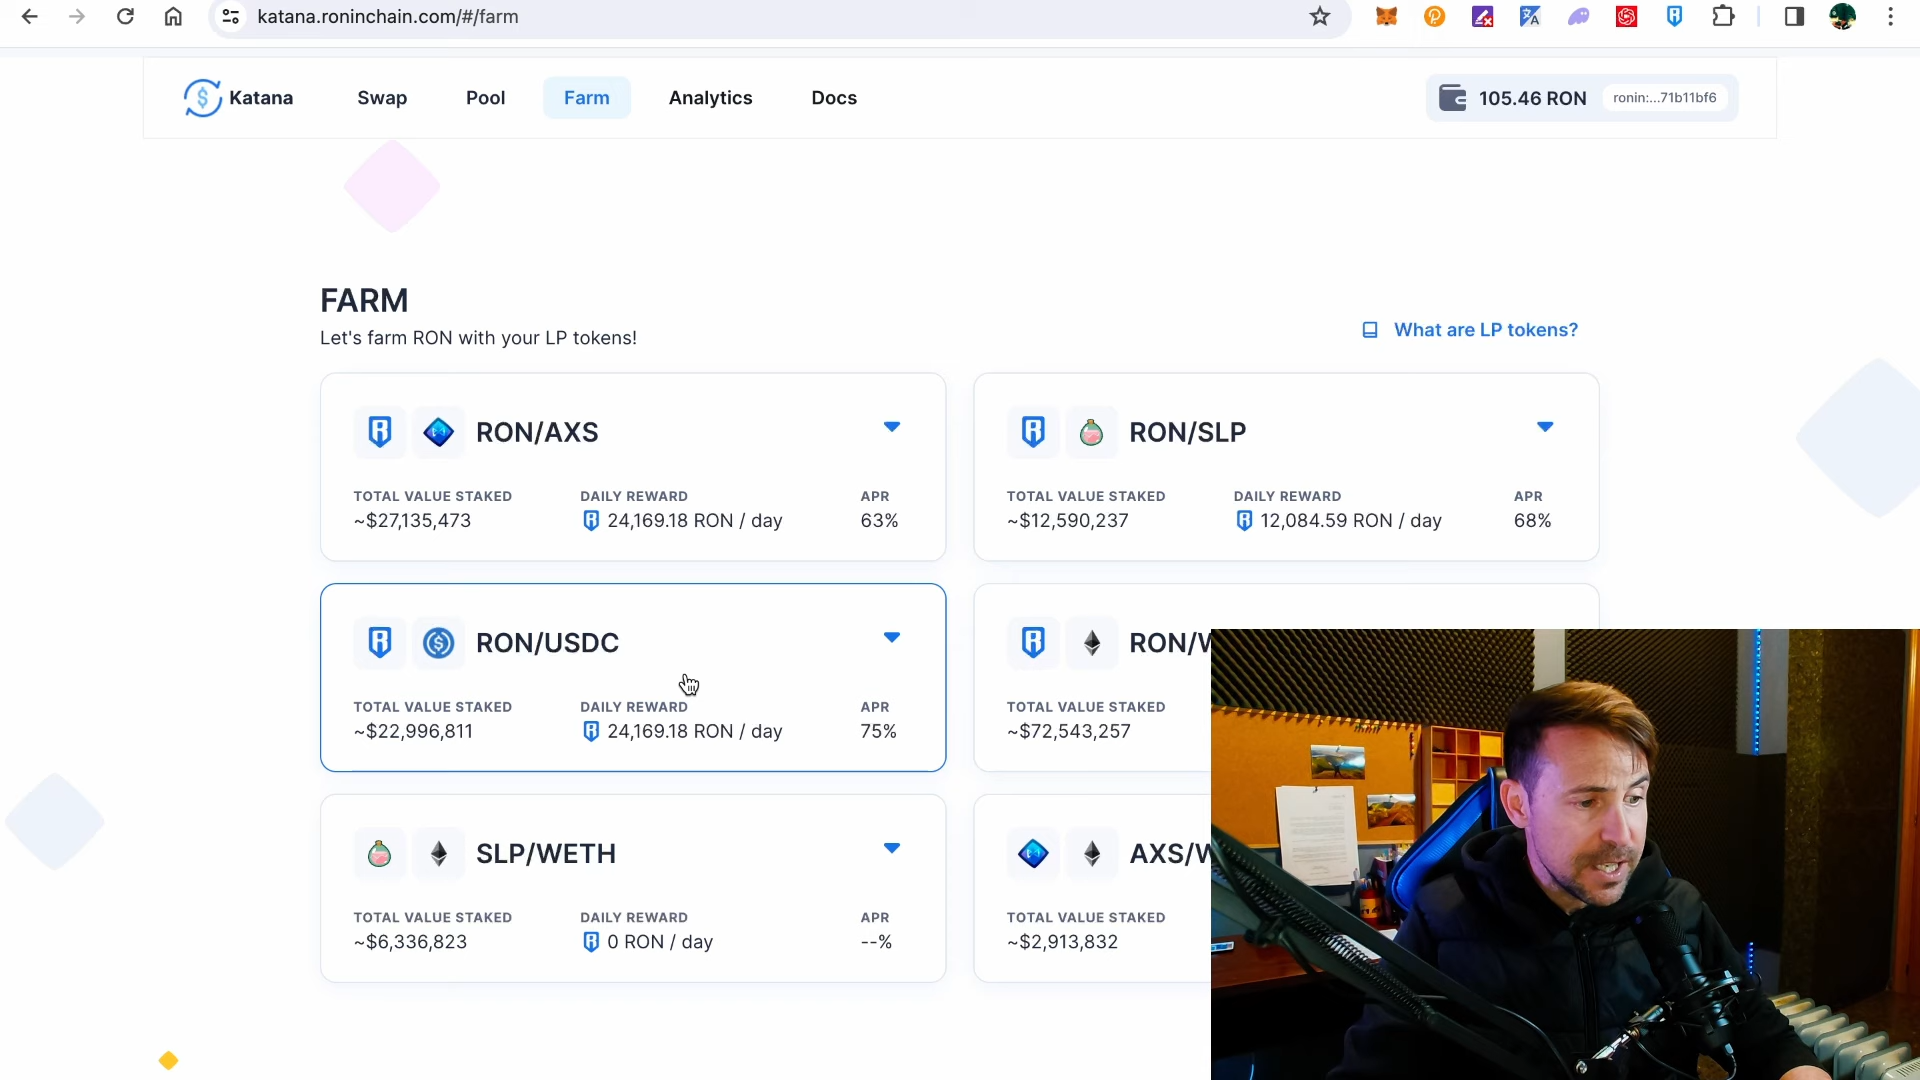 katana.roninchain.com/#/farm
Katana
Swap
Pool
Farm
Analytics
Docs
105.46 RON
ronin:...71b11bf6
FARM
Let's farm RON with your LP tokens!
What are LP tokens?
RON/AXS
TOTAL VALUE STAKED
DAILY REWARD
APR
~$27,135,473
24,169.18 RON / day
63%
RON/SLP
TOTAL VALUE STAKED
DAILY REWARD
APR
~$12,590,237
12,084.59 RON / day
68%
RON/USDC
TOTAL VALUE STAKED
DAILY REWARD
APR
~$22,996,811
24,169.18 RON / day
75%
RON/W
TOTAL VALUE STAKED
~$72,543,257
SLP/WETH
TOTAL VALUE STAKED
DAILY REWARD
APR
~$6,336,823
0 RON / day
--%
AXS/W
TOTAL VALUE STAKED
~$2,913,832